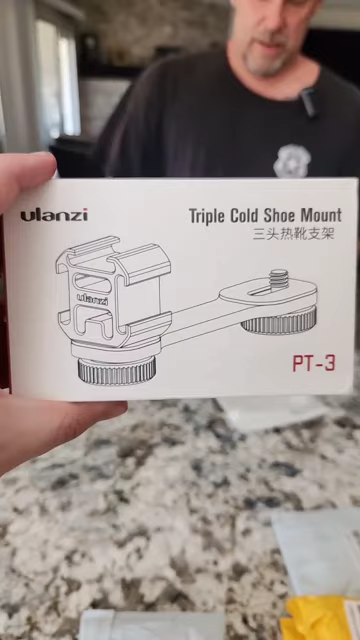 ulanzi
Triple Cold Shoe Mount
三头热靴支架
ulanzi
PT-3